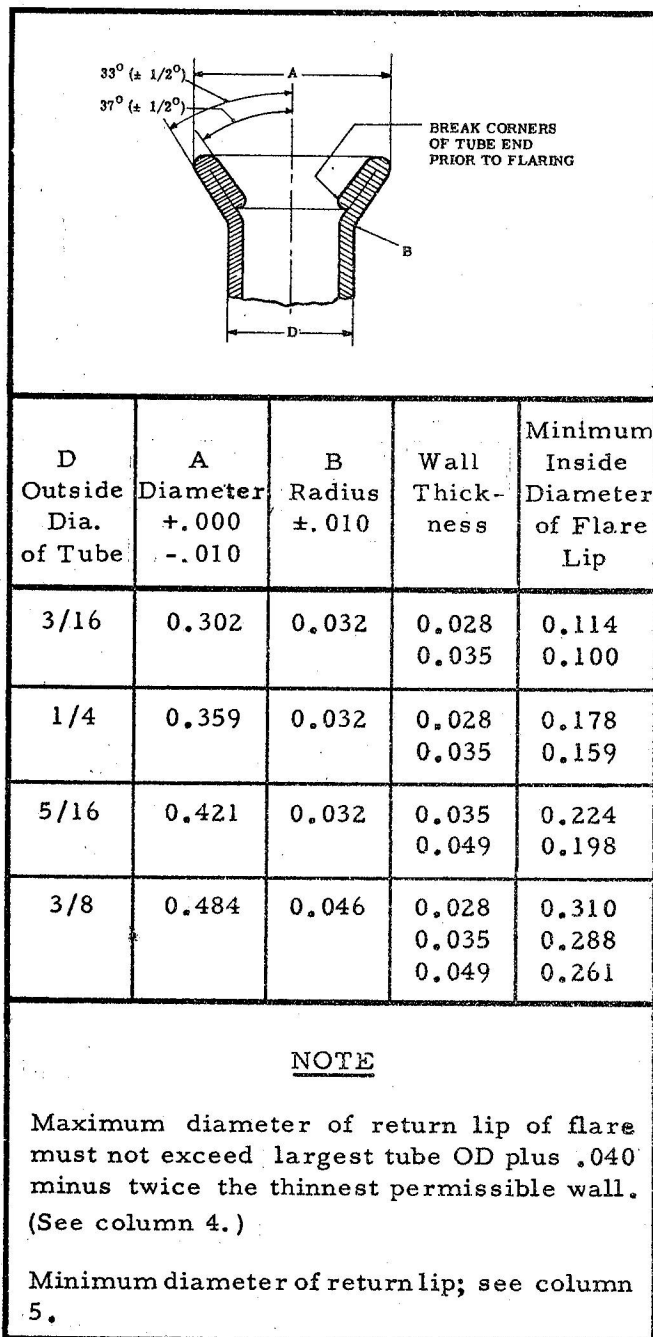 33° (± 1/2°)
A
37° (± 1/2°)
BREAK CORNERS
OF TUBE END
PRIOR TO FLARING
B
D
D
Outside
Dia.
of Tube
A
Diameter
+.000
-.010
B
Radius
±.010
Wall
Thick-
ness
Minimum
Inside
Diameter
of Flare
Lip
3/16 0.302 0.032 0.028 0.114
0.035 0.100
1/4 0.359 0.032 0.028 0.178
0.035 0.159
5/16 0.421 0.032 0.035 0.224
0.049 0.198
3/8 0.484 0.046 0.028 0.310
0.035 0.288
0.049 0.261
NOTE
Maximum diameter of return lip of flare
must not exceed largest tube OD plus .040
minus twice the thinnest permissible wall.
(See column 4.)
Minimum diameter of return lip; see column
5.